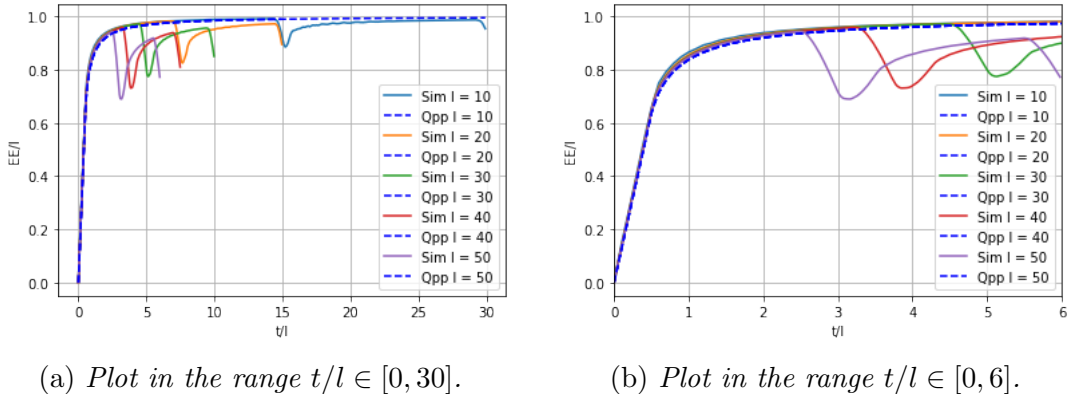 1.0
0.8
0.6
0.4
0.2
0.0
EE/l
0 5 10 15 20 25 30
t/l
Sim l = 10
Qpp l = 10
Sim l = 20
Qpp l = 20
Sim l = 30
Qpp l = 30
Sim l = 40
Qpp l = 40
Sim l = 50
Qpp l = 50
(a) Plot in the range t/l ∈ [0, 30].
1.0
0.8
0.6
0.4
0.2
0.0
EE/l
0 1 2 3 4 5 6
t/l
Sim l = 10
Qpp l = 10
Sim l = 20
Qpp l = 20
Sim l = 30
Qpp l = 30
Sim l = 40
Qpp l = 40
Sim l = 50
Qpp l = 50
(b) Plot in the range t/l ∈ [0, 6].